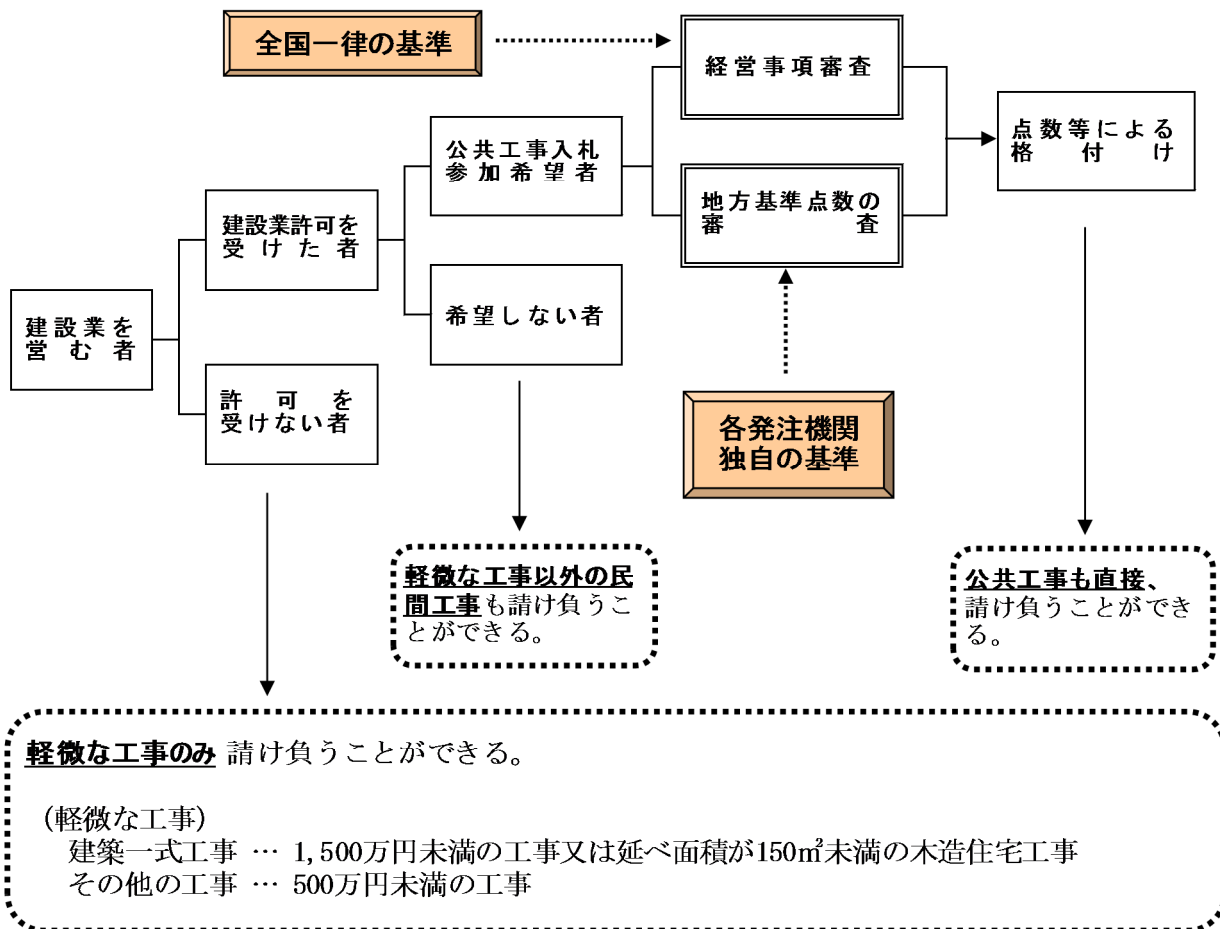 全国一律の基準
経営事項審査
点数等による
格付け
公共工事入札
参加希望者
地方基準点数の
審査
建設業許可を
受けた者
希望しない者
建設業を
営む者
許可を
受けない者
各発注機関
独自の基準
軽微な工事以外の民
間工事も請け負うこ
とができる。
公共工事も直接、
請け負うことができ
る。
軽微な工事のみ 請け負うことができる。
(軽微な工事)
建築一式工事 … 1,500万円未満の工事又は延べ面積が150㎡未満の木造住宅工事
その他の工事 … 500万円未満の工事